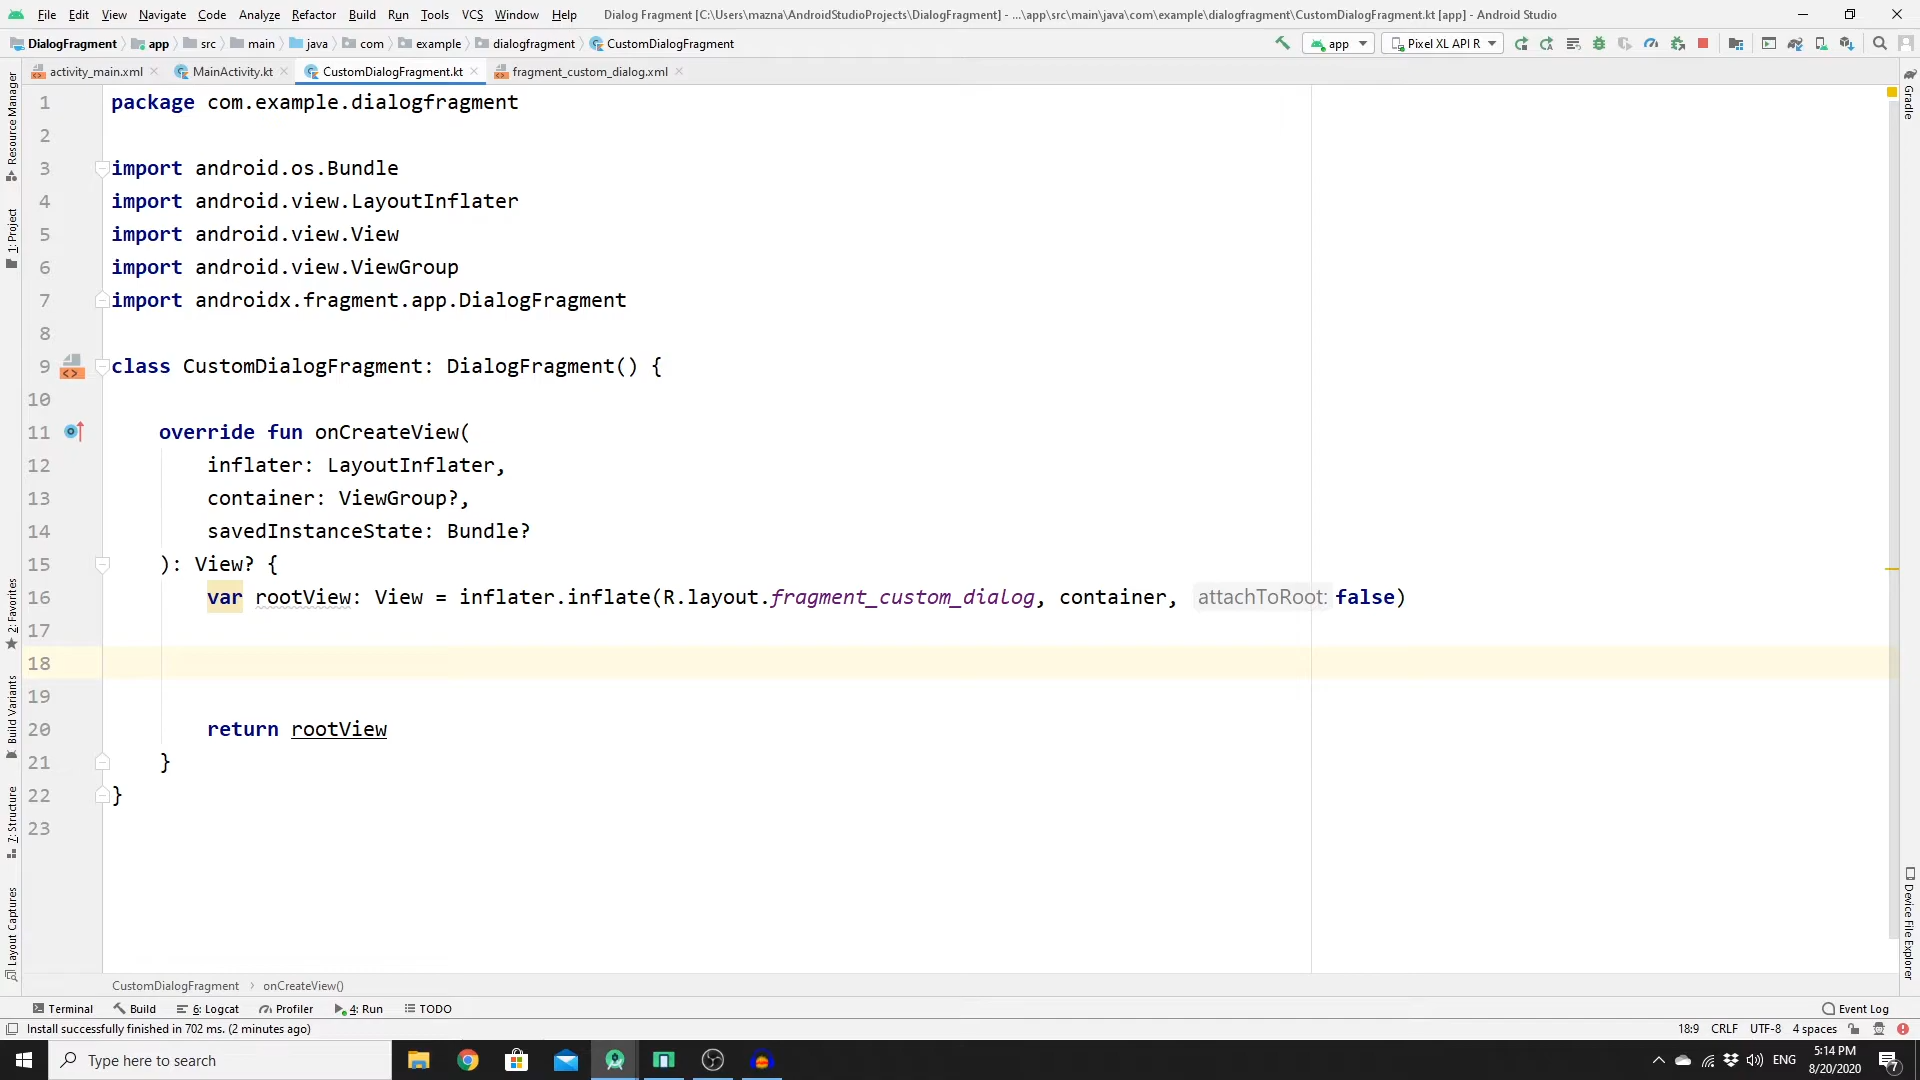 File Edit View Navigate Code Analyze Refactor Build Run Tools VCS Window Help Dialog Fragment [C:\Users\mazna\AndroidStudioProjects\DialogFragment] - ...\app\src\main\java\com\example\dialogfragment\CustomDialogFragment.kt [app] - Android Studio
DialogFragment app src main java com example dialogfragment CustomDialogFragment app Pixel XL API R
activity_main.xml MainActivity.kt CustomDialogFragment.kt fragment_custom_dialog.xml
Resource Manager
1: Project
2: Favorites
Build Variants
7: Structure
Layout Captures
Gradle
Device File Explorer
1 package com.example.dialogfragment
2
3 import android.os.Bundle
4 import android.view.LayoutInflater
5 import android.view.View
6 import android.view.ViewGroup
7 import androidx.fragment.app.DialogFragment
8
9 class CustomDialogFragment: DialogFragment() {
10
11 override fun onCreateView(
12 inflater: LayoutInflater,
13 container: ViewGroup?,
14 savedInstanceState: Bundle?
15 ): View? {
16 var rootView: View = inflater.inflate(R.layout.fragment_custom_dialog, container, attachToRoot: false)
17
18
19
20 return rootView
21 }
22 }
23
CustomDialogFragment › onCreateView()
Terminal Build 6: Logcat Profiler 4: Run TODO Event Log
Install successfully finished in 702 ms. (2 minutes ago) 18:9 CRLF UTF-8 4 spaces
Type here to search ENG 5:14 PM
8/20/2020 7